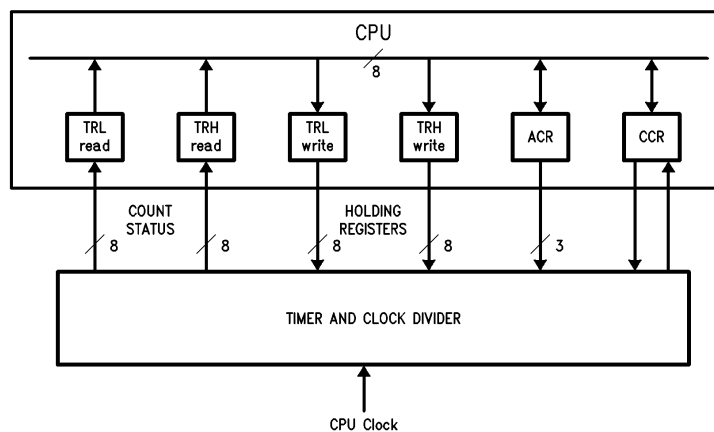 CPU
8
TRL
read
TRH
read
TRL
write
TRH
write
ACR
CCR
COUNT
STATUS
HOLDING
REGISTERS
8
8
8
8
3
TIMER AND CLOCK DIVIDER
CPU Clock